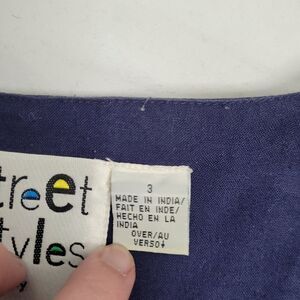 treet
tyles
3
MADE IN INDIA/
FAIT EN INDE/
HECHO EN LA
INDIA
OVER/AU
VERSO↓